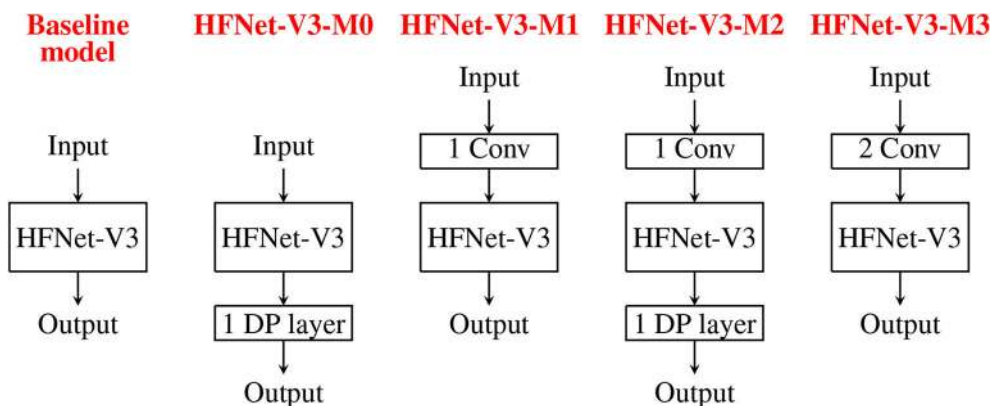 Baseline
model
Input
HFNet-V3
Output
HFNet-V3-M0
Input
HFNet-V3
1 DP layer
Output
HFNet-V3-M1
Input
1 Conv
HFNet-V3
Output
HFNet-V3-M2
Input
1 Conv
HFNet-V3
1 DP layer
Output
HFNet-V3-M3
Input
2 Conv
HFNet-V3
Output